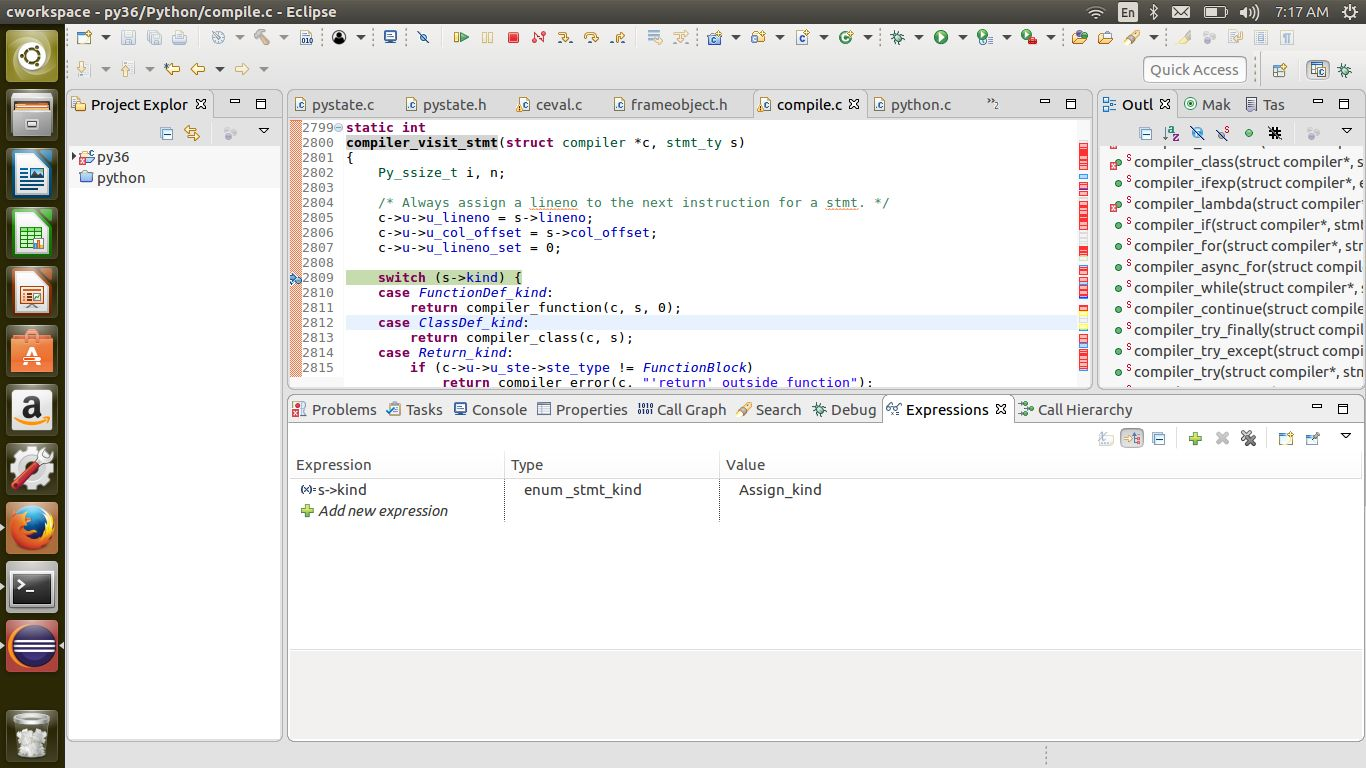 cworkspace - py36/Python/compile.c - Eclipse
En
7:17 AM
Quick Access
Project Explor
pystate.c
pystate.h
ceval.c
frameobject.h
compile.c
python.c
»2
Outl
Mak
Tas
py36
python
2799 static int
2800 compiler_visit_stmt(struct compiler *c, stmt_ty s)
2801 {
2802 Py_ssize_t i, n;
2803
2804 /* Always assign a lineno to the next instruction for a stmt. */
2805 c->u->u_lineno = s->lineno;
2806 c->u->u_col_offset = s->col_offset;
2807 c->u->u_lineno_set = 0;
2808
2809 switch (s->kind) {
2810 case FunctionDef_kind:
2811 return compiler_function(c, s, 0);
2812 case ClassDef_kind:
2813 return compiler_class(c, s);
2814 case Return_kind:
2815 if (c->u->u_ste->ste_type != FunctionBlock)
return compiler_error(c, "'return' outside function");
compiler_class(struct compiler*, s
compiler_ifexp(struct compiler*, e
compiler_lambda(struct compiler*,
compiler_if(struct compiler*, stmt
compiler_for(struct compiler*, str
compiler_async_for(struct compil
compiler_while(struct compiler*, s
compiler_continue(struct compiler
compiler_try_finally(struct compil
compiler_try_except(struct compi
compiler_try(struct compiler*, stm
Problems
Tasks
Console
Properties
Call Graph
Search
Debug
Expressions
Call Hierarchy
Expression Type Value
s->kind enum _stmt_kind Assign_kind
Add new expression